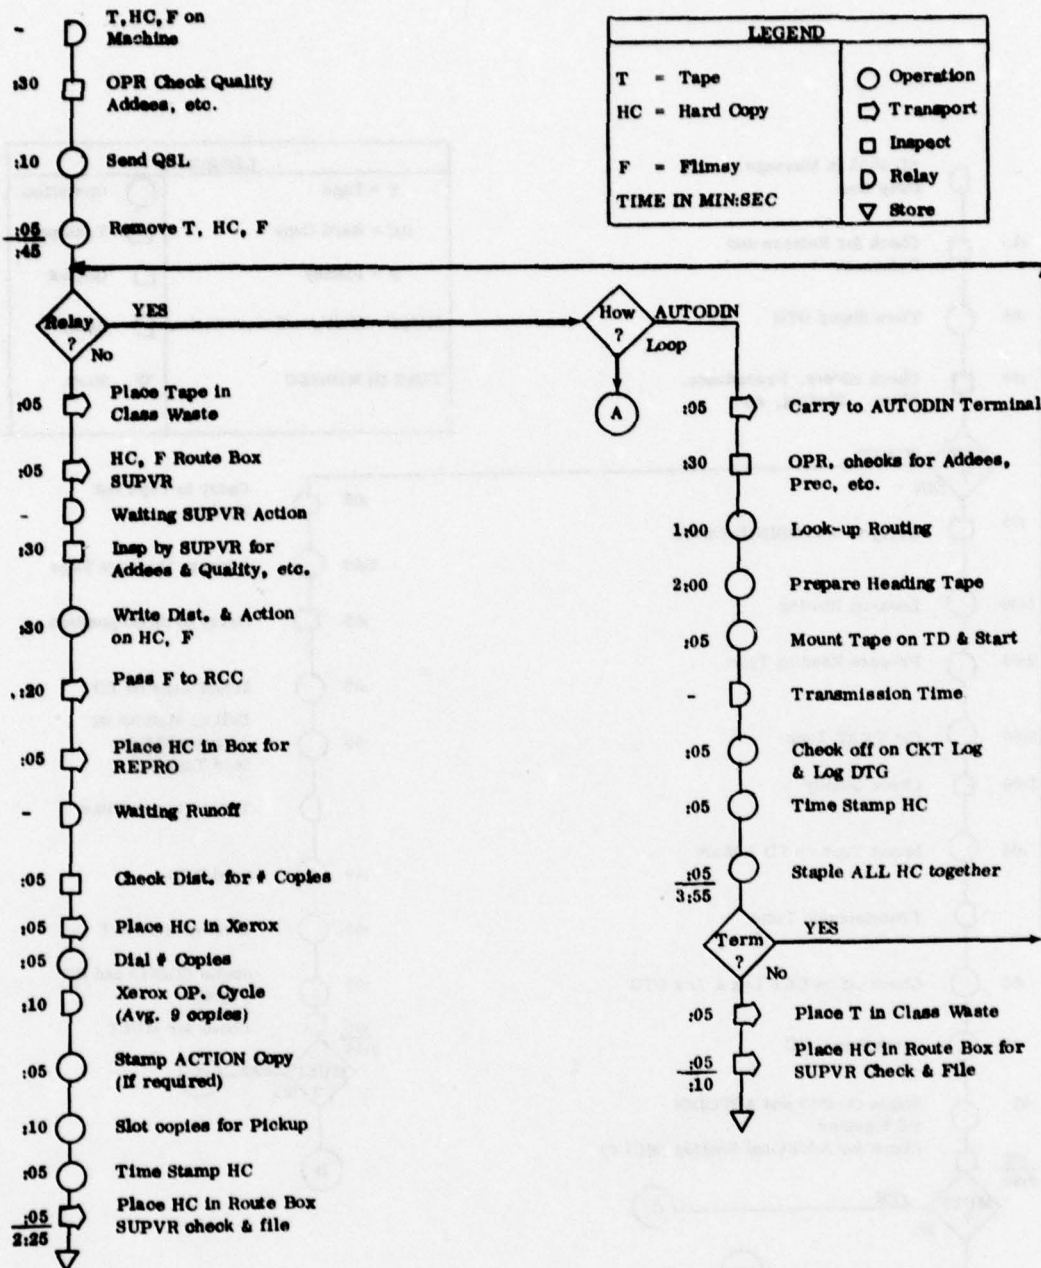 T,HC, F on
Machine
-
:30
OPR Check Quality
Addees, etc.
:10
Send QSL
:05
:45
Remove T, HC, F
LEGEND
T = Tape
HC = Hard Copy
F = Flimsy
TIME IN MIN:SEC
Operation
Transport
Inspect
Relay
Store
Relay
?
YES
No
How
?
AUTODIN
Loop
A
:05
Place Tape in
Class Waste
:05
HC, F Route Box
SUPVR
-
Waiting SUPVR Action
:30
Insp by SUPVR for
Addees & Quality, etc.
:30
Write Dist. & Action
on HC, F
:20
Pass F to RCC
:05
Place HC in Box for
REPRO
-
Waiting Runoff
:05
Check Dist. for # Copies
:05
Place HC in Xerox
:05
Dial # Copies
:10
Xerox OP. Cycle
(Avg. 9 copies)
:05
Stamp ACTION Copy
(If required)
:10
Slot copies for Pickup
:05
Time Stamp HC
:05
2:25
Place HC in Route Box
SUPVR check & file
:05
Carry to AUTODIN Terminal
:30
OPR, checks for Addees,
Prec, etc.
1:00
Look-up Routing
2:00
Prepare Heading Tape
:05
Mount Tape on TD & Start
-
Transmission Time
:05
Check off on CKT Log
& Log DTG
:05
Time Stamp HC
:05
3:55
Staple ALL HC together
Term
?
YES
No
:05
Place T in Class Waste
:05
:10
Place HC in Route Box for
SUPVR Check & File